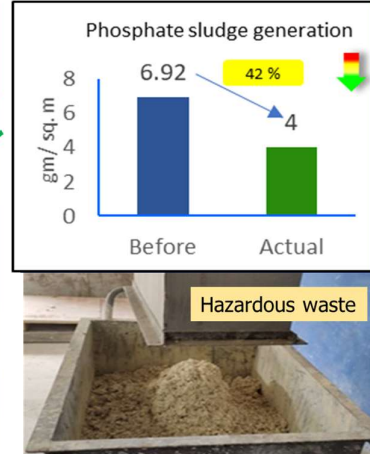 Phosphate sludge generation
6.92
42 %
4
8
6
4
2
0
gm/ sq. m
Before
Actual
Hazardous waste